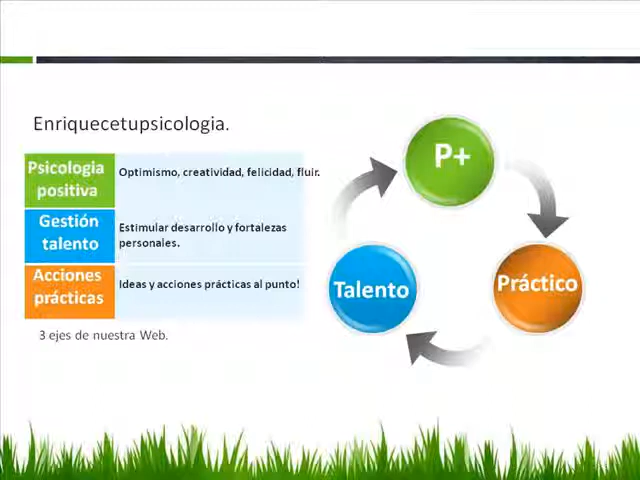 Enriquecetupsicologia.
Psicologia
positiva
Optimismo, creatividad, felicidad, fluir.
Gestión
talento
Estimular desarrollo y fortalezas
personales.
Acciones
prácticas
Ideas y acciones prácticas al punto!
3 ejes de nuestra Web.
P+
Práctico
Talento